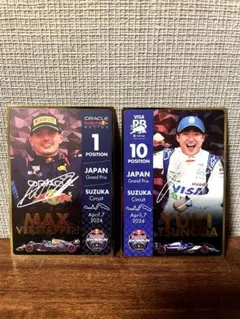 ORACLE
Red Bull
RACING
1
POSITION
JAPAN
Grand Prix
SUZUKA
Circuit
April,7
2024
MAX
VERSTAPPEN
VISA
RB
10
POSITION
JAPAN
Grand Prix
SUZUKA
Circuit
April,7
2024
VISA
YUKI
TSUNODA